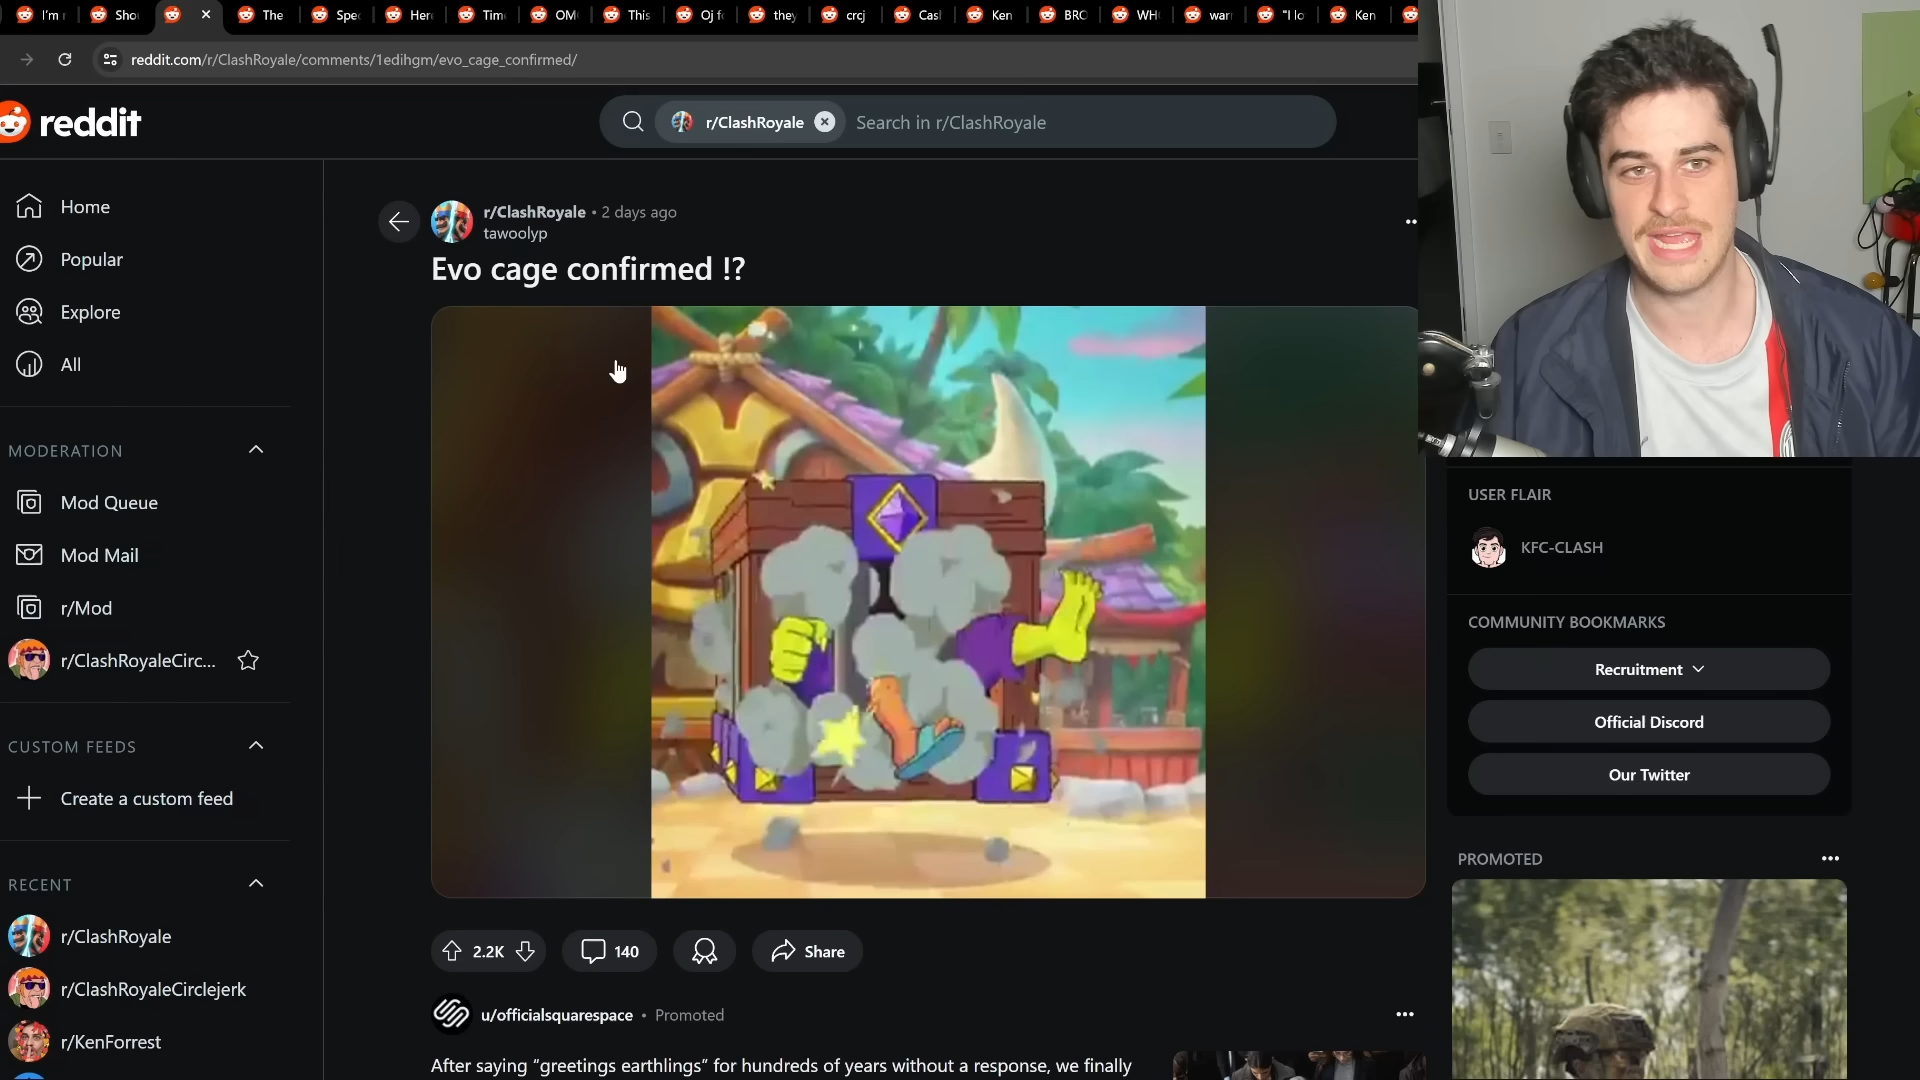 I'm
Sho
The
Spe
Her
Tim
OM
This
Oj f
they
crcj
Cas
Ken
BRO
WH
war
"I lo
Ken
reddit.com/r/ClashRoyale/comments/1edihgm/evo_cage_confirmed/
reddit
r/ClashRoyale
Search in r/ClashRoyale
Home
Popular
Explore
All
MODERATION
Mod Queue
Mod Mail
r/Mod
r/ClashRoyaleCirc...
CUSTOM FEEDS
Create a custom feed
RECENT
r/ClashRoyale
r/ClashRoyaleCirclejerk
r/KenForrest
r/ClashRoyale • 2 days ago
tawoolyp
Evo cage confirmed !?
2.2K
140
Share
u/officialsquarespace • Promoted
After saying “greetings earthlings” for hundreds of years without a response, we finally
USER FLAIR
KFC-CLASH
COMMUNITY BOOKMARKS
Recruitment
Official Discord
Our Twitter
PROMOTED